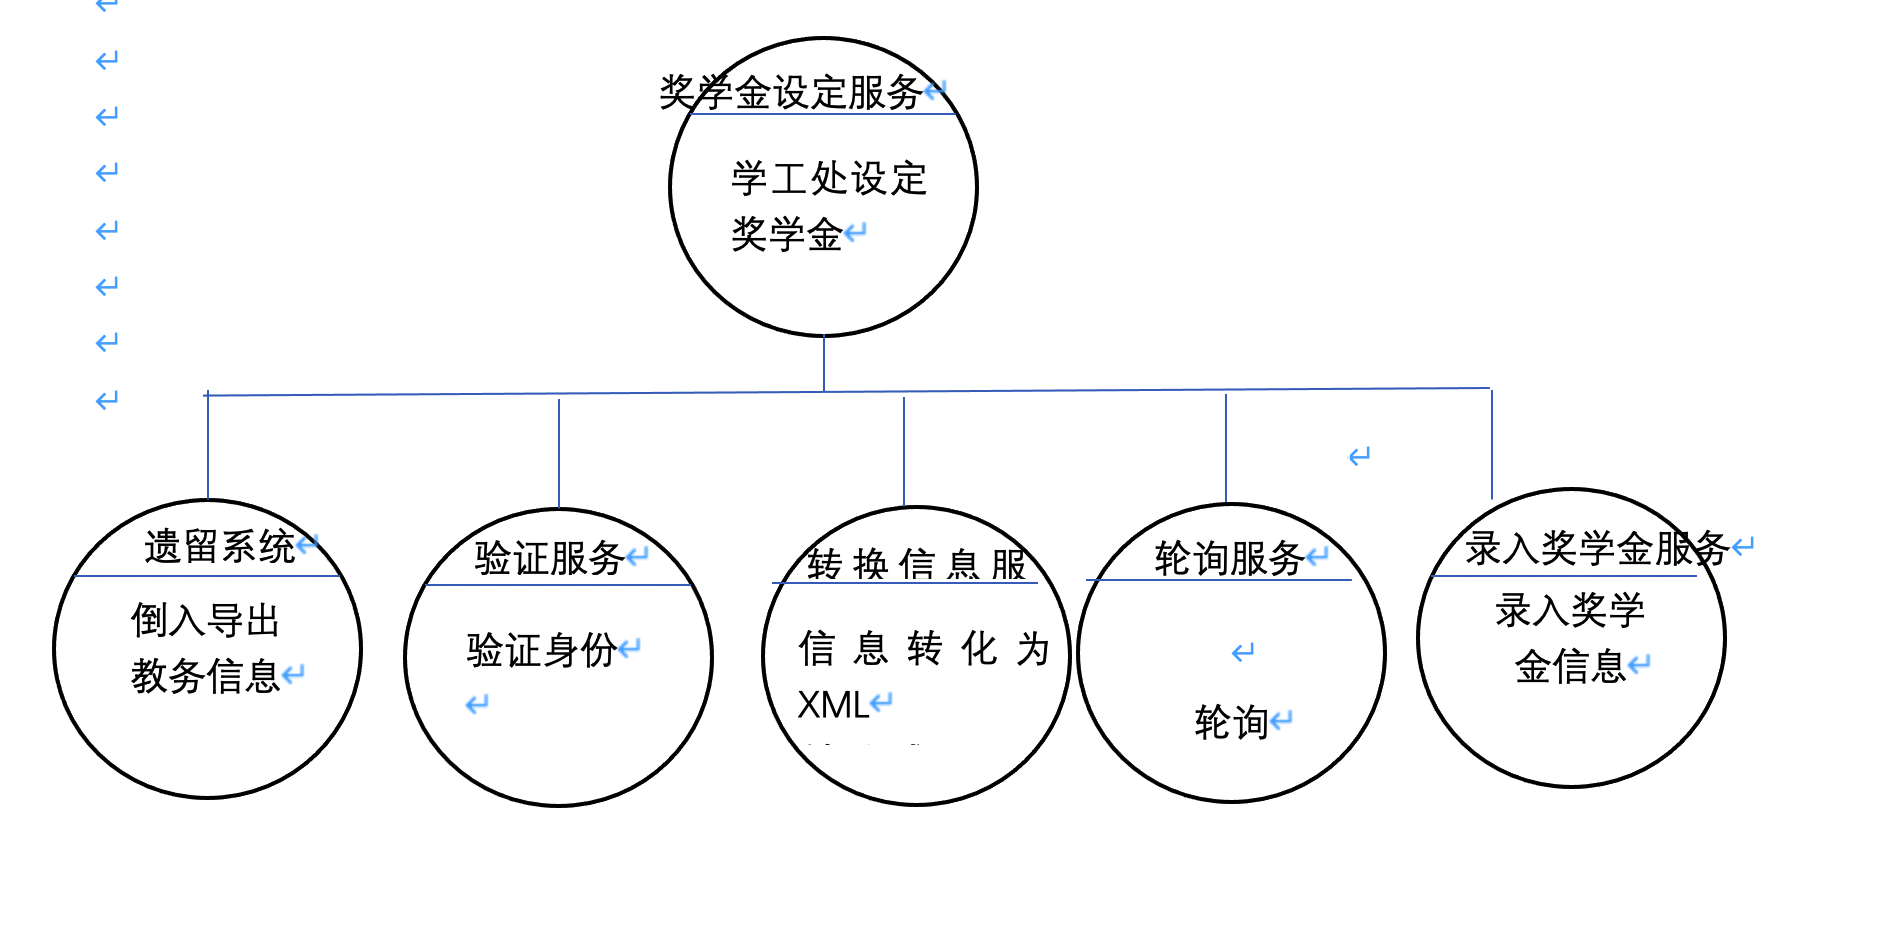 奖学金设定服务
学工处设定
奖学金
遗留系统
倒入导出
教务信息
验证服务
验证身份
转换信息服
信息转化为
XML
轮询服务
轮询
录入奖学金服务
录入奖学
金信息